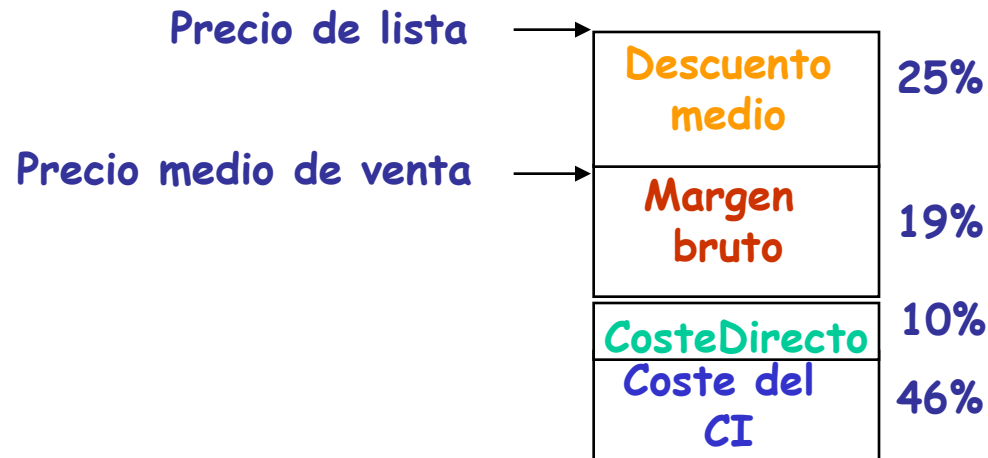 Precio de lista
Descuento
medio
25%
Precio medio de venta
Margen
bruto
19%
CosteDirecto
10%
Coste del
CI
46%